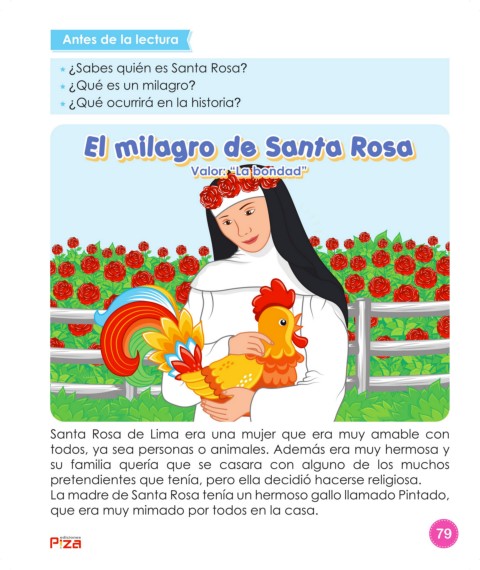 Antes de la lectura
¿Sabes quién es Santa Rosa?
¿Qué es un milagro?
¿Qué ocurrirá en la historia?
El milagro de Santa Rosa
Valor: “La bondad”
Santa Rosa de Lima era una mujer que era muy amable con
todos, ya sea personas o animales. Además era muy hermosa y
su familia quería que se casara con alguno de los muchos
pretendientes que tenía, pero ella decidió hacerse religiosa.
La madre de Santa Rosa tenía un hermoso gallo llamado Pintado,
que era muy mimado por todos en la casa.
ediciones
Piza
79